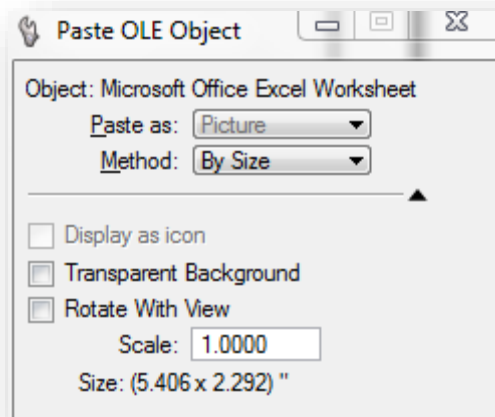 Paste OLE Object
Object: Microsoft Office Excel Worksheet
Paste as: Picture
Method: By Size
Display as icon
Transparent Background
Rotate With View
Scale: 1.0000
Size: (5.406 x 2.292) "